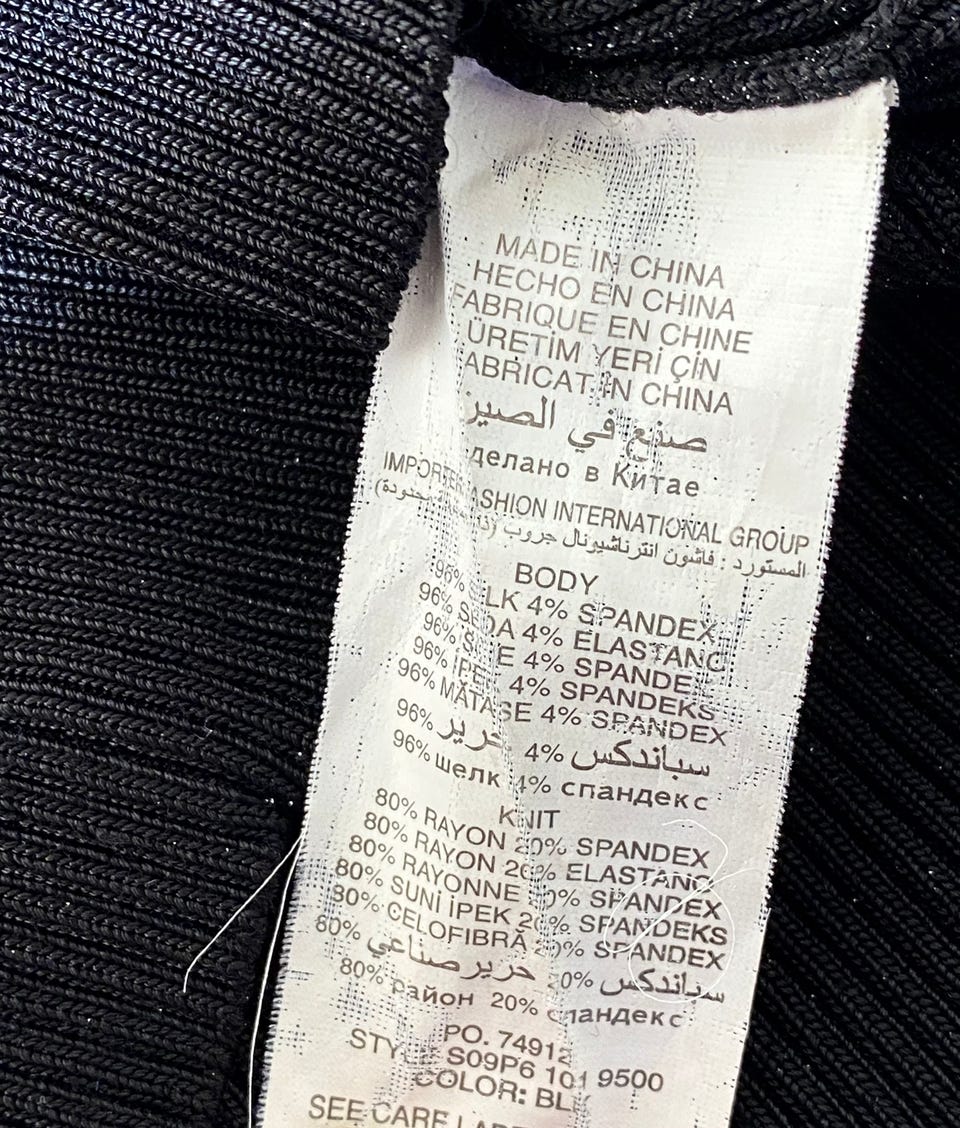 MADE IN CHINA
HECHO EN CHINA
FABRIQUE EN CHINE
ÜRETİM YERİ ÇİN
FABRICAT IN CHINA
صنع في الصين
делано в Китае
IMPORTER FASHION INTERNATIONAL GROUP
المستورد : فاشون انترناشيونال جروب
BODY
96% SILK 4% SPANDEX
96% SEDA 4% ELASTANO
96% SOIE 4% SPANDEX
96% 4% SPANDEKS
96% MĂTASE 4% SPANDEX
96% حرير 4% سباندكس
96% шелк 4% спандекс
KNIT
80% RAYON 20% SPANDEX
80% RAYON 20% ELASTANO
80% RAYONNE 20% SPANDEX
80% SUNİ İPEK 20% SPANDEKS
80% CELOFIBRĂ 20% SPANDEX
80% حرير صناعي 20% سباندكس
80% район 20% спандекс
PO. 74912
STYLE S09P6 101 9500
COLOR: BLK
SEE CARE LABEL